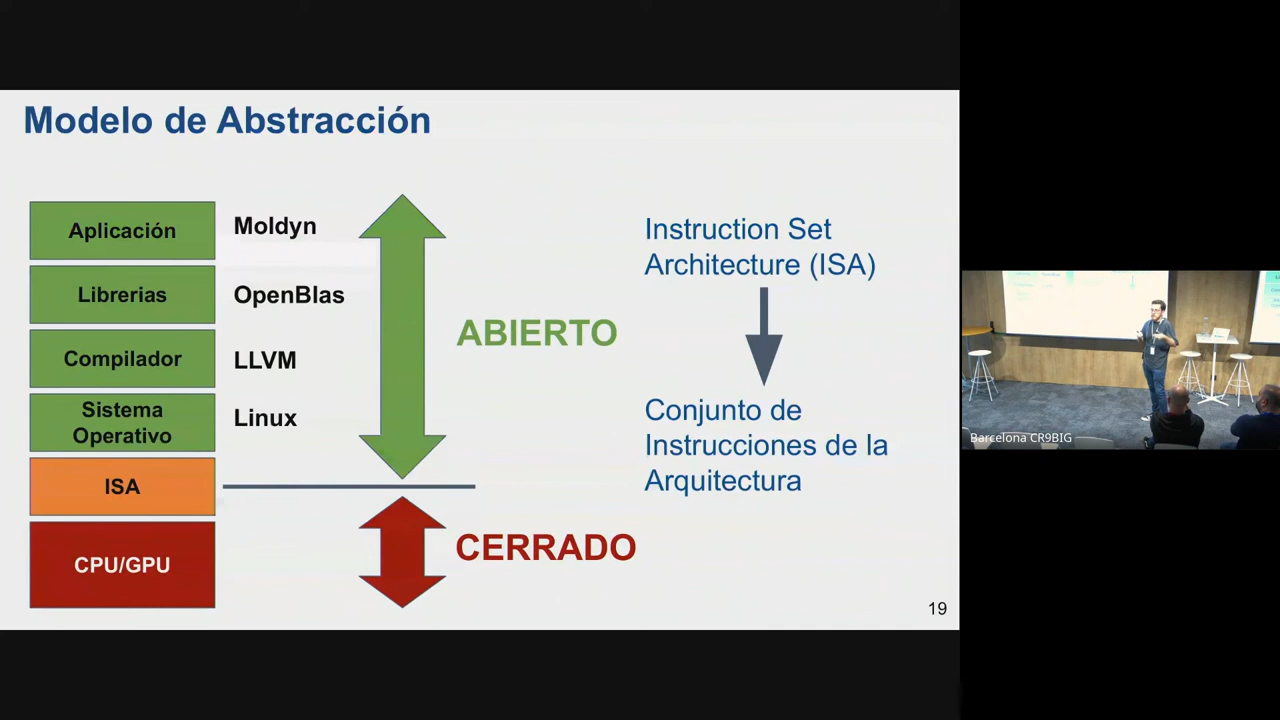 Modelo de Abstracción
Aplicación
Moldyn
Librerias
OpenBlas
Compilador
LLVM
Sistema
Operativo
Linux
ISA
CPU/GPU
ABIERTO
CERRADO
Instruction Set
Architecture (ISA)
Conjunto de
Instrucciones de la
Arquitectura
19
Barcelona CR9BIG